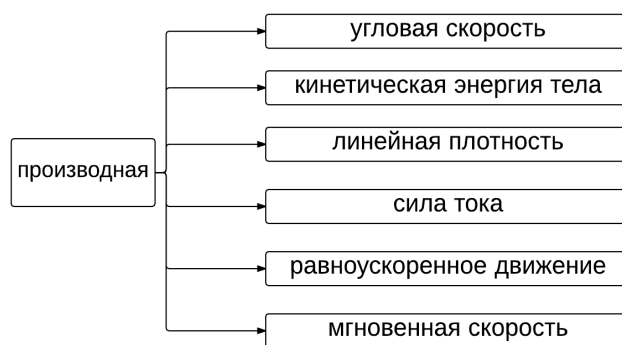 производная
угловая скорость
кинетическая энергия тела
линейная плотность
сила тока
равноускоренное движение
мгновенная скорость